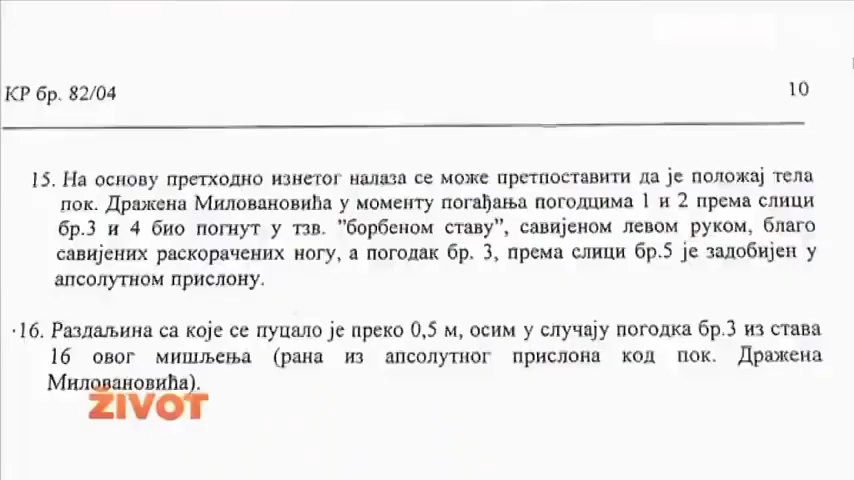 КР бр. 82/04
10
15. На основу претходно изнетог налаза се може претпоставити да је положај тела
пок. Дражена Миловановића у моменту погађања погодцима 1 и 2 према слици
бр.3 и 4 био погнут у тзв. "борбеном ставу", савијеном левом руком, благо
савијених раскорачених ногу, а погодак бр. 3, према слици бр.5 је задобијен у
апсолутном прислону.
16. Раздаљина са које се пуцало је преко 0,5 м, осим у случају погодка бр.3 из става
16 овог мишљења (рана из апсолутног прислона код пок. Дражена
Миловановића).
ŽIVOT